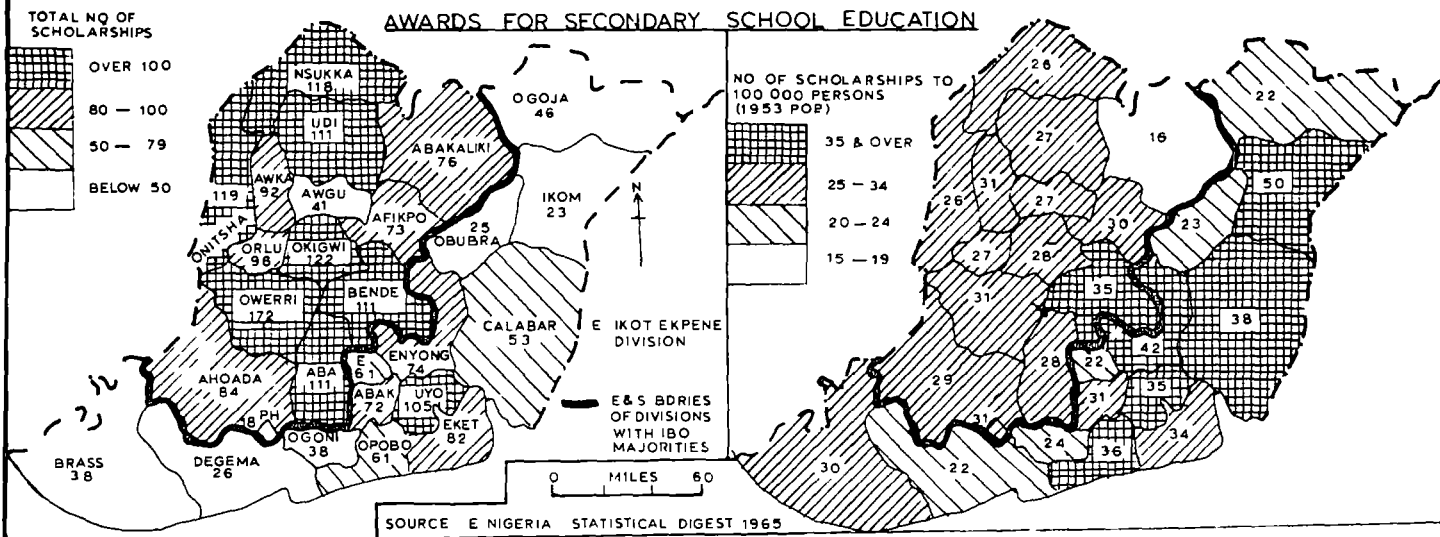 AWARDS FOR SECONDARY SCHOOL EDUCATION
TOTAL NO OF
SCHOLARSHIPS
OVER 100
80 — 100
50 — 79
BELOW 50
NSUKKA
118
UDI
111
OGOJA
46
ABAKALIKI
76
AWKA
92
AWGU
41
119
ONITSHA
AFIKPO
73
IKOM
23
25
OBUBRA
ORLU
96
OKIGWI
122
OWERRI
172
BENDE
111
CALABAR
53
E
61
ENYONG
74
ABA
111
AHOADA
84
ABAK
72
UYO
105
18 PH
EKET
82
OGONI
38
OPOBO
61
BRASS
38
DEGEMA
26
N
E IKOT EKPENE
DIVISION
E&S BDRIES
OF DIVISIONS
WITH IBO
MAJORITIES
0 MILES 60
SOURCE E NIGERIA STATISTICAL DIGEST 1965
NO OF SCHOLARSHIPS TO
100 000 PERSONS
(1953 POP)
35 & OVER
25 — 34
20 — 24
15 — 19
26
22
27
16
31
50
26
27
30
23
27
28
31
35
38
42
22
28
29
35
31
31
34
24
36
30
22